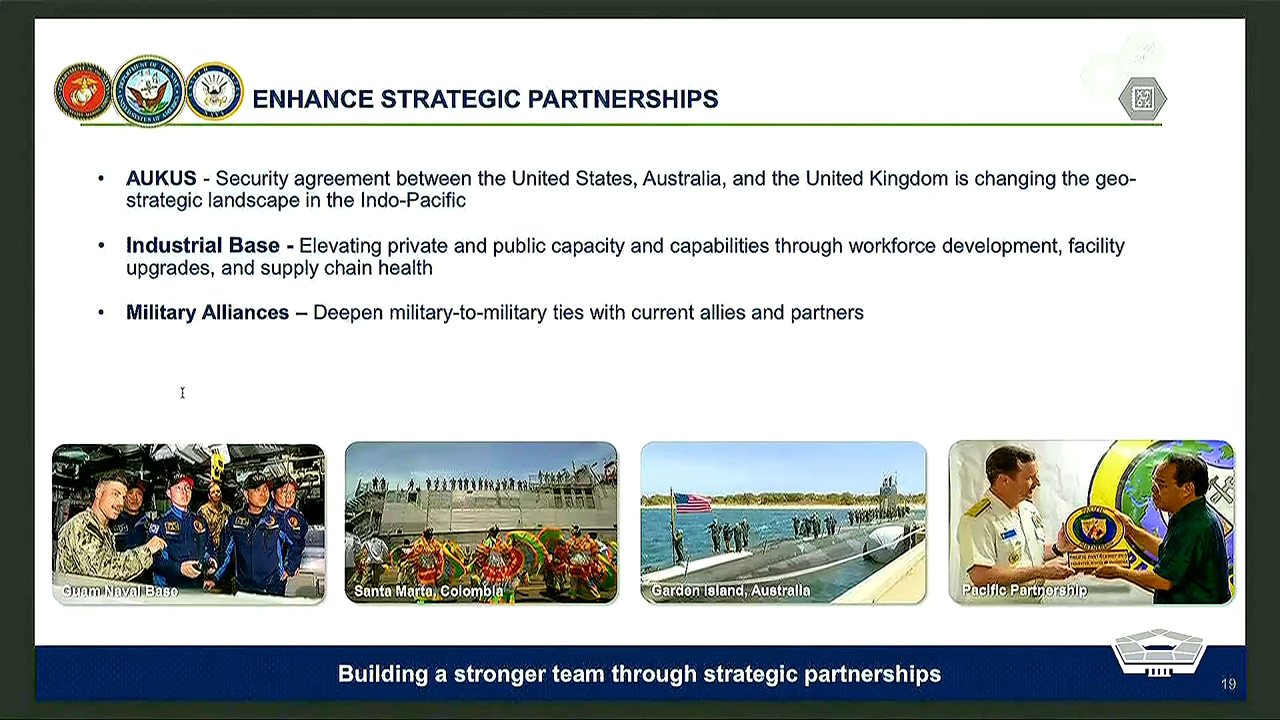 ENHANCE STRATEGIC PARTNERSHIPS
• AUKUS - Security agreement between the United States, Australia, and the United Kingdom is changing the geo-
strategic landscape in the Indo-Pacific
• Industrial Base - Elevating private and public capacity and capabilities through workforce development, facility
upgrades, and supply chain health
• Military Alliances – Deepen military-to-military ties with current allies and partners
Guam Naval Base
Santa Marta, Colombia
Garden Island, Australia
Pacific Partnership
Building a stronger team through strategic partnerships
19